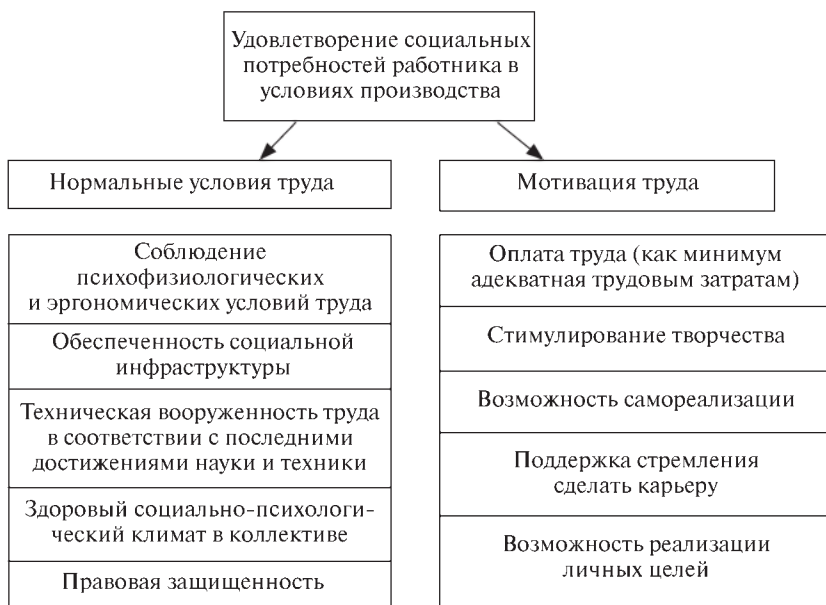 Удовлетворение социальных
потребностей работника в
условиях производства
Нормальные условия труда
Соблюдение
психофизиологических
и эргономических условий труда
Обеспеченность социальной
инфраструктуры
Техническая вооруженность труда
в соответствии с последними
достижениями науки и техники
Здоровый социально-психологи-
ческий климат в коллективе
Правовая защищенность
Мотивация труда
Оплата труда (как минимум
адекватная трудовым затратам)
Стимулирование творчества
Возможность самореализации
Поддержка стремления
сделать карьеру
Возможность реализации
личных целей